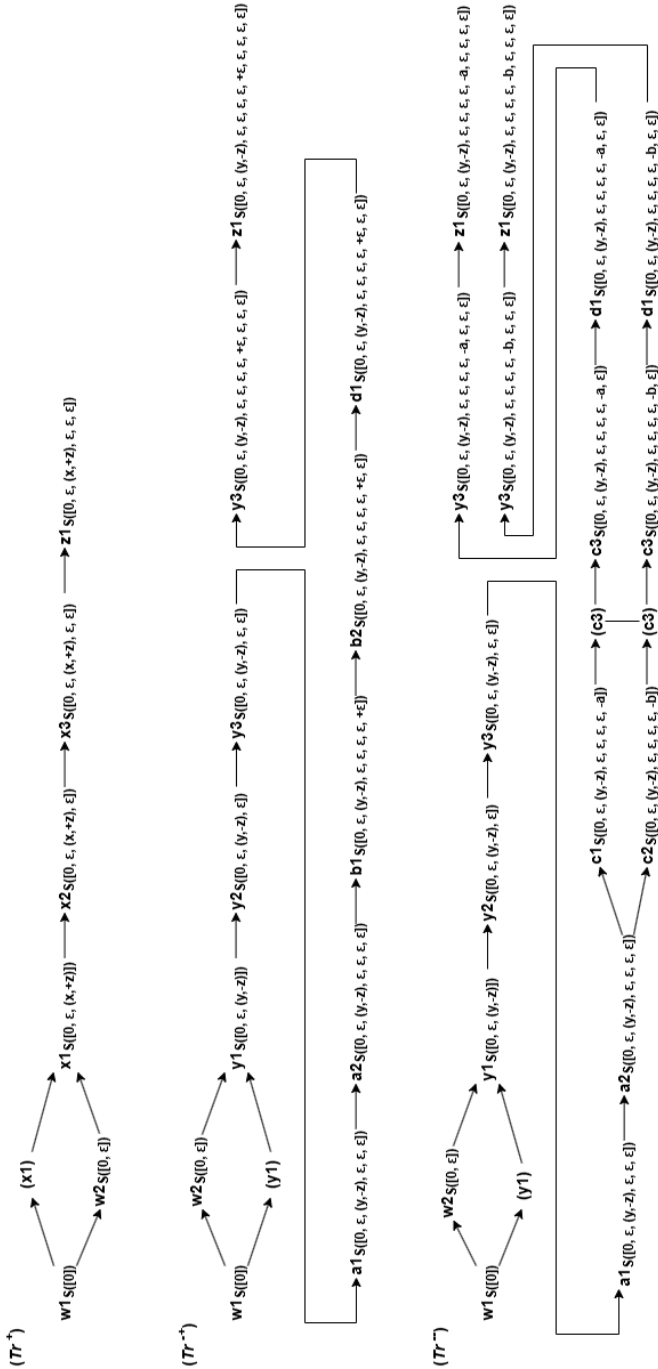 (Tr⁺)
w1S([0])
(x1)
w2S([0, ε])
x1S([0, ε, (x,+z)])
x2S([0, ε, (x,+z), ε])
x3S([0, ε, (x,+z), ε, ε])
z1S([0, ε, (x,+z), ε, ε, ε])
(Tr⁻⁺)
w1S([0])
w2S([0, ε])
(y1)
y1S([0, ε, (y,-z)])
y2S([0, ε, (y,-z), ε])
y3S([0, ε, (y,-z), ε, ε])
a1S([0, ε, (y,-z), ε, ε, ε])
a2S([0, ε, (y,-z), ε, ε, ε, ε])
b1S([0, ε, (y,-z), ε, ε, ε, ε, +ε])
b2S([0, ε, (y,-z), ε, ε, ε, ε, +ε, ε])
d1S([0, ε, (y,-z), ε, ε, ε, ε, +ε, ε, ε])
y3S([0, ε, (y,-z), ε, ε, ε, ε, +ε, ε, ε, ε])
z1S([0, ε, (y,-z), ε, ε, ε, ε, +ε, ε, ε, ε, ε])
(Tr⁻⁻)
w1S([0])
w2S([0, ε])
(y1)
y1S([0, ε, (y,-z)])
y2S([0, ε, (y,-z), ε])
y3S([0, ε, (y,-z), ε, ε])
a1S([0, ε, (y,-z), ε, ε, ε])
a2S([0, ε, (y,-z), ε, ε, ε, ε])
c1S([0, ε, (y,-z), ε, ε, ε, ε, -a])
(c3)
c3S([0, ε, (y,-z), ε, ε, ε, ε, -a, ε])
d1S([0, ε, (y,-z), ε, ε, ε, ε, -a, ε, ε])
c2S([0, ε, (y,-z), ε, ε, ε, ε, -b])
(c3)
c3S([0, ε, (y,-z), ε, ε, ε, ε, -b, ε])
d1S([0, ε, (y,-z), ε, ε, ε, ε, -b, ε, ε])
y3S([0, ε, (y,-z), ε, ε, ε, ε, -a, ε, ε, ε])
z1S([0, ε, (y,-z), ε, ε, ε, ε, -a, ε, ε, ε, ε])
y3S([0, ε, (y,-z), ε, ε, ε, ε, -b, ε, ε, ε])
z1S([0, ε, (y,-z), ε, ε, ε, ε, -b, ε, ε, ε, ε])